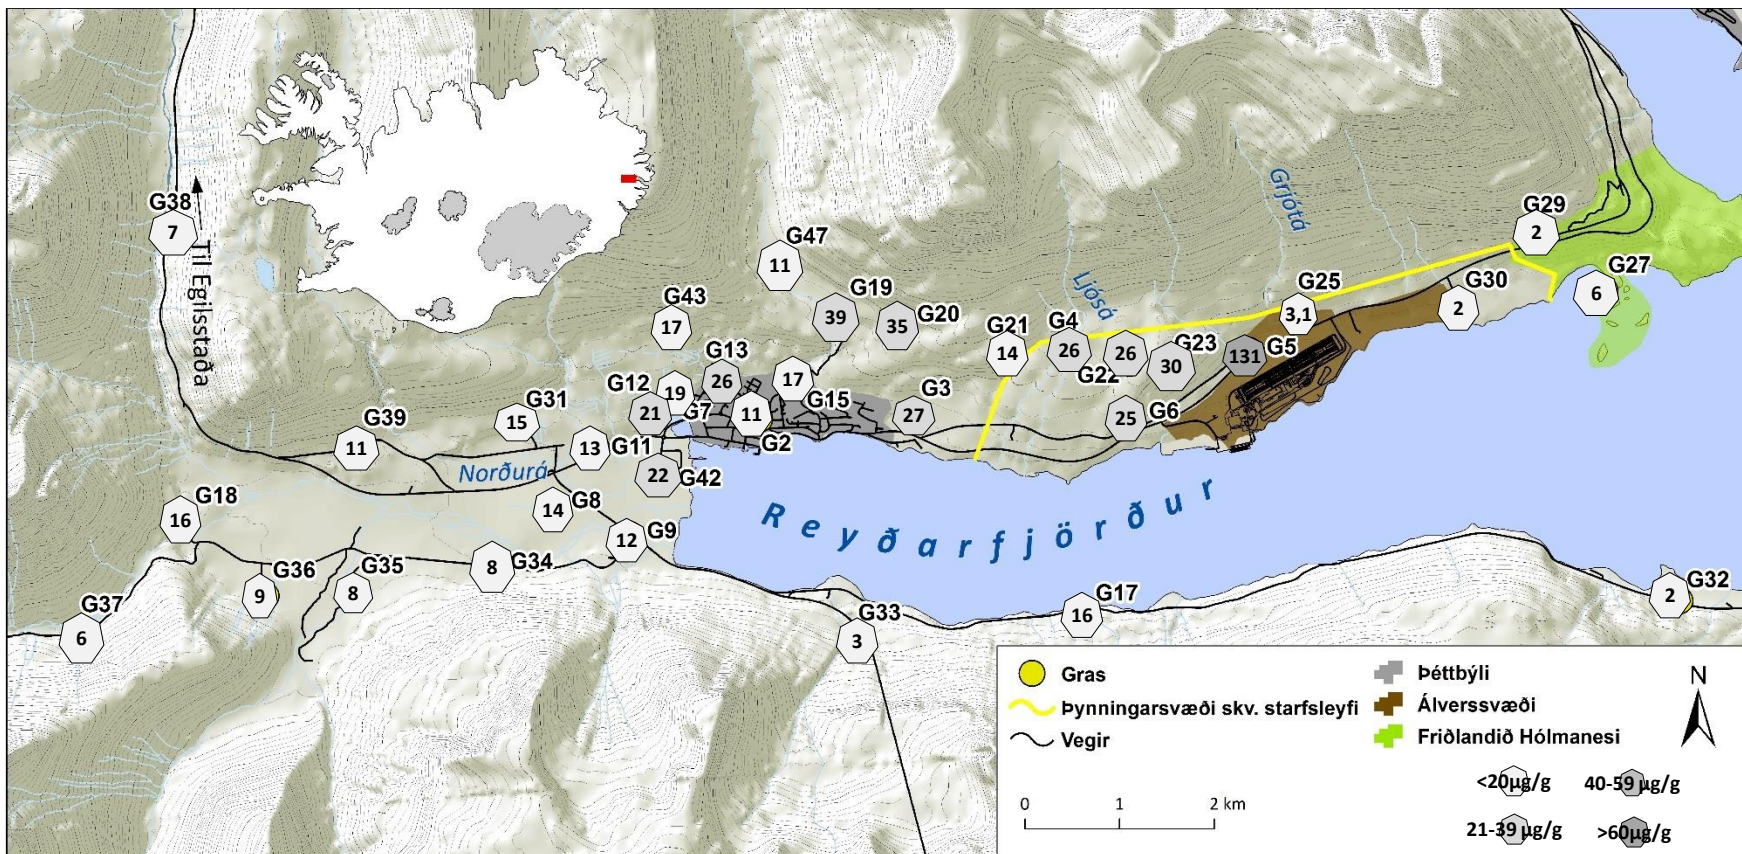 G38
7
Til Egilsstaða
G47
11
G43
17
G19
39
G20
35
G21
14
G4
26
Ljósá
G22
26
G23
30
G5
131
Grjótá
G25
3,1
G29
2
G30
2
G27
6
G12
19
G13
26
17
G15
21
G7
11
G2
G3
27
G6
25
G31
15
G39
11
G11
13
Norðurá
G42
22
G8
14
G9
12
G18
16
G36
9
G35
8
G34
8
G37
6
Reyðarfjörður
G33
3
G17
16
G32
2
Gras
Þynningarsvæði skv. starfsleyfi
Vegir
Þéttbýli
Álverssvæði
Friðlandið Hólmanesi
N
0 1 2 km
<20µg/g
40-59 µg/g
21-39 µg/g
>60µg/g